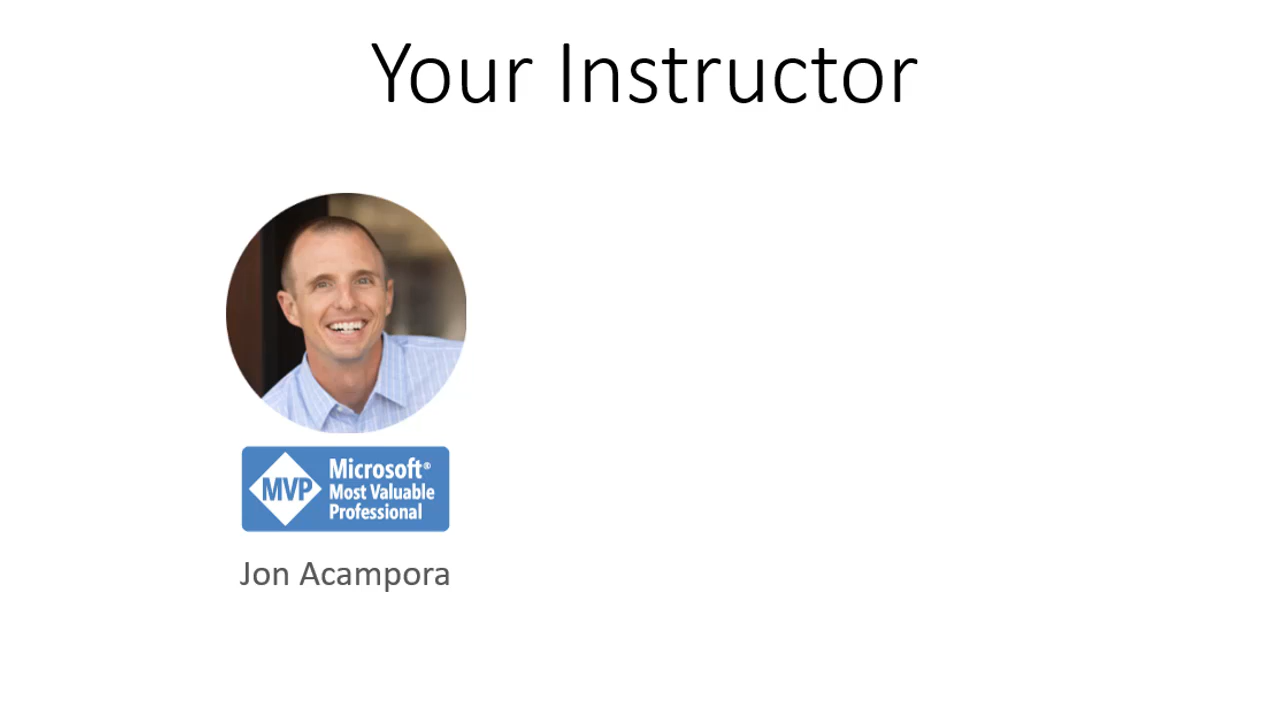 Your Instructor
MVP
Microsoft®
Most Valuable
Professional
Jon Acampora